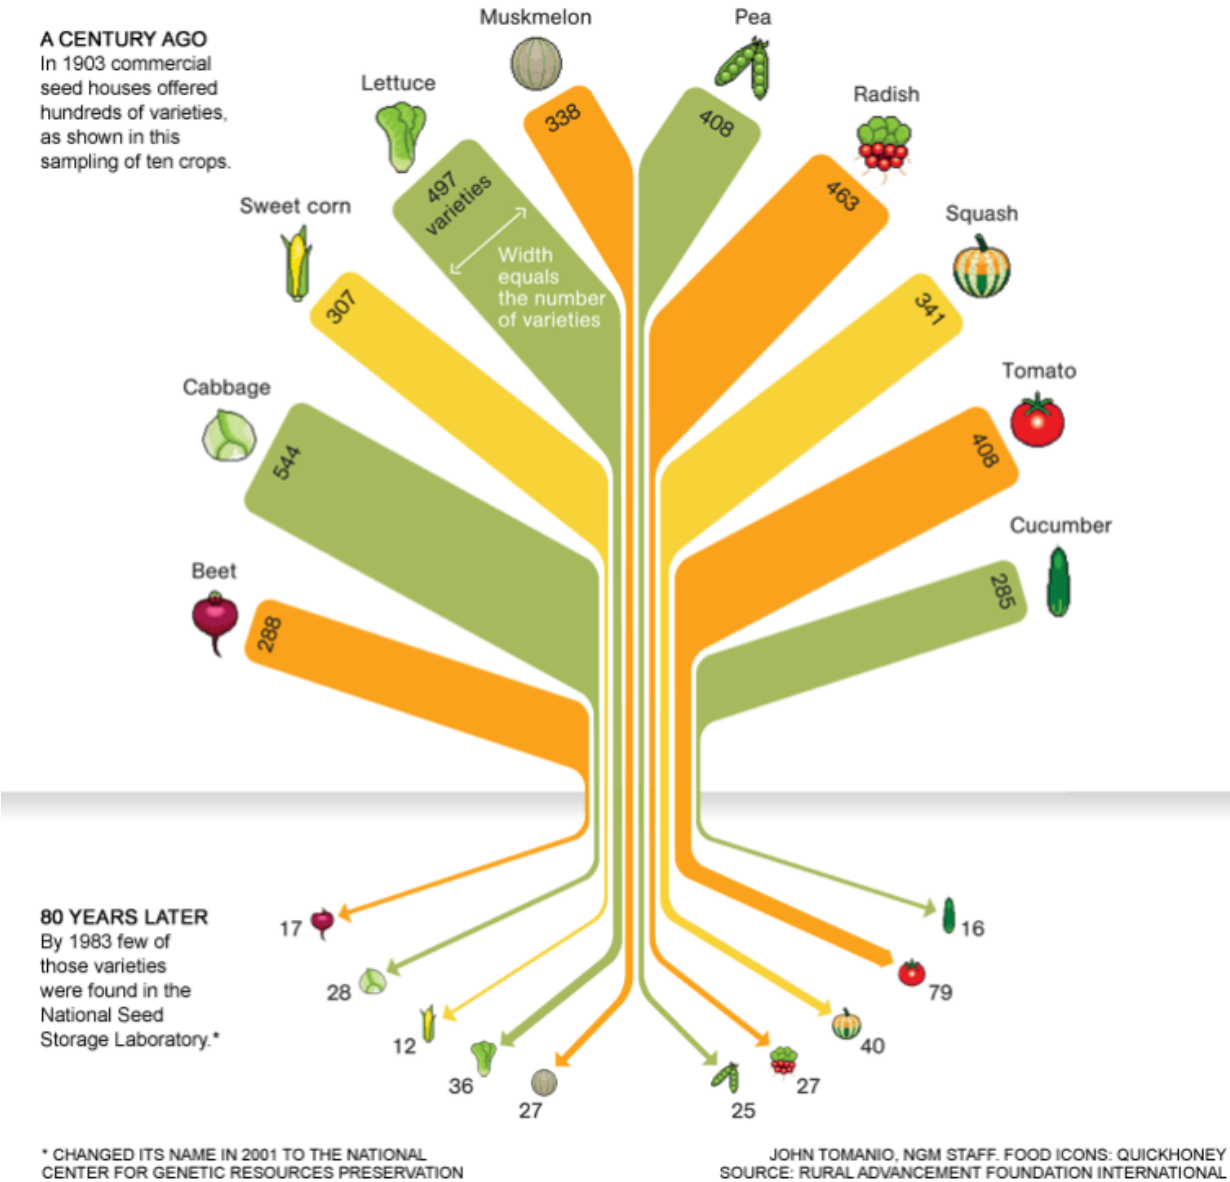 A CENTURY AGO
In 1903 commercial
seed houses offered
hundreds of varieties,
as shown in this
sampling of ten crops.
Muskmelon
338
Pea
408
Lettuce
497
varieties
Width
equals
the number
of varieties
Radish
463
Sweet corn
307
Squash
341
Cabbage
544
Tomato
408
Beet
288
Cucumber
285
80 YEARS LATER
By 1983 few of
those varieties
were found in the
National Seed
Storage Laboratory.*
17
28
12
36
27
25
27
40
79
16
* CHANGED ITS NAME IN 2001 TO THE NATIONAL
CENTER FOR GENETIC RESOURCES PRESERVATION
JOHN TOMANIO, NGM STAFF. FOOD ICONS: QUICKHONEY
SOURCE: RURAL ADVANCEMENT FOUNDATION INTERNATIONAL